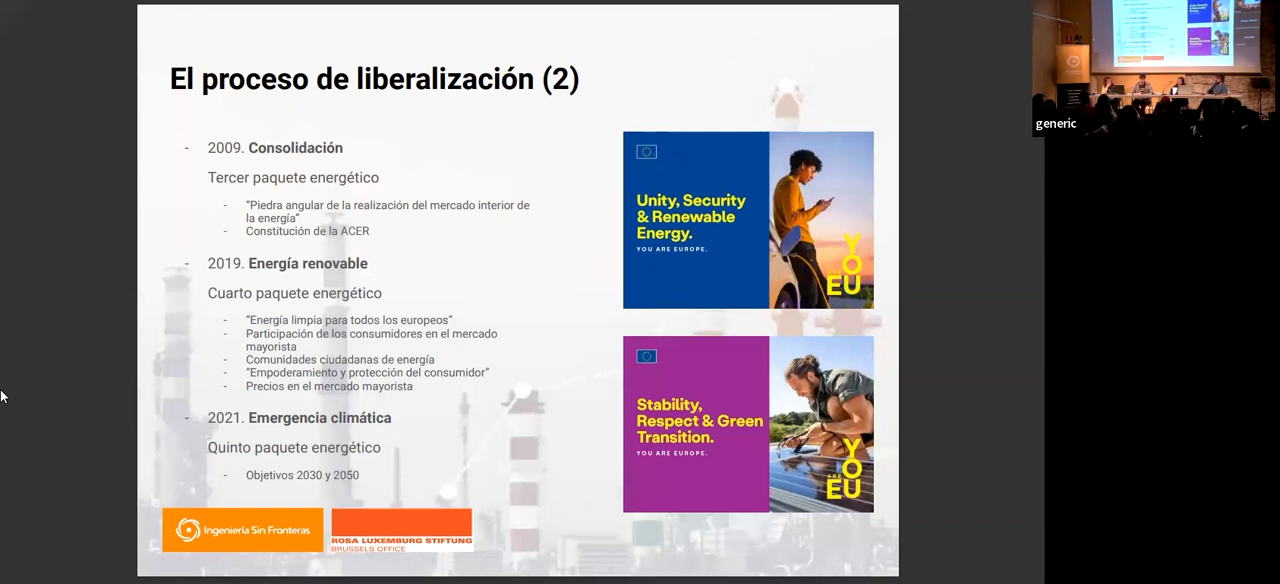 El proceso de liberalización (2)
- 2009. Consolidación
Tercer paquete energético
- “Piedra angular de la realización del mercado interior de
la energía”
- Constitución de la ACER
- 2019. Energía renovable
Cuarto paquete energético
- “Energía limpia para todos los europeos”
- Participación de los consumidores en el mercado
mayorista
- Comunidades ciudadanas de energía
- “Empoderamiento y protección del consumidor”
- Precios en el mercado mayorista
- 2021. Emergencia climática
Quinto paquete energético
- Objetivos 2030 y 2050
Ingeniería Sin Fronteras
ROSA LUXEMBURG STIFTUNG
BRUSSELS OFFICE
Unity, Security
& Renewable
Energy.
YOU ARE EUROPE.
YO
ARE
EU
Stability,
Respect & Green
Transition.
YOU ARE EUROPE.
YO
ARE
EU
generic